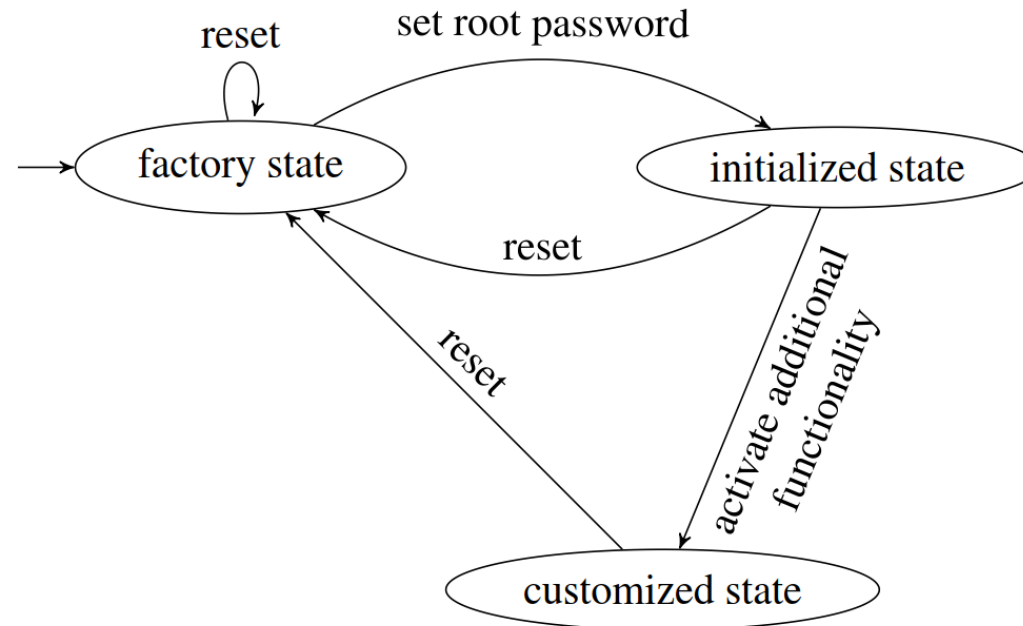 set root password
reset
factory state
initialized state
reset
reset
activate additional
functionality
customized state